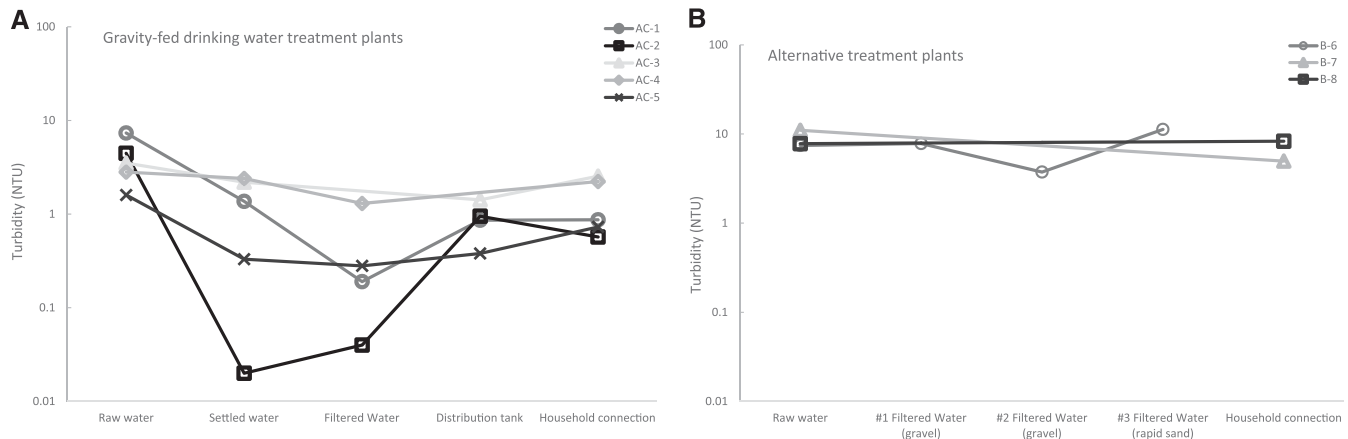 A
Gravity-fed drinking water treatment plants
AC-1
AC-2
AC-3
AC-4
AC-5
Turbidity (NTU)
100
10
1
0.1
0.01
Raw water
Settled water
Filtered Water
Distribution tank
Household connection
B
Alternative treatment plants
B-6
B-7
B-8
Turbidity (NTU)
100
10
1
0.1
0.01
Raw water
#1 Filtered Water
(gravel)
#2 Filtered Water
(gravel)
#3 Filtered Water
(rapid sand)
Household connection